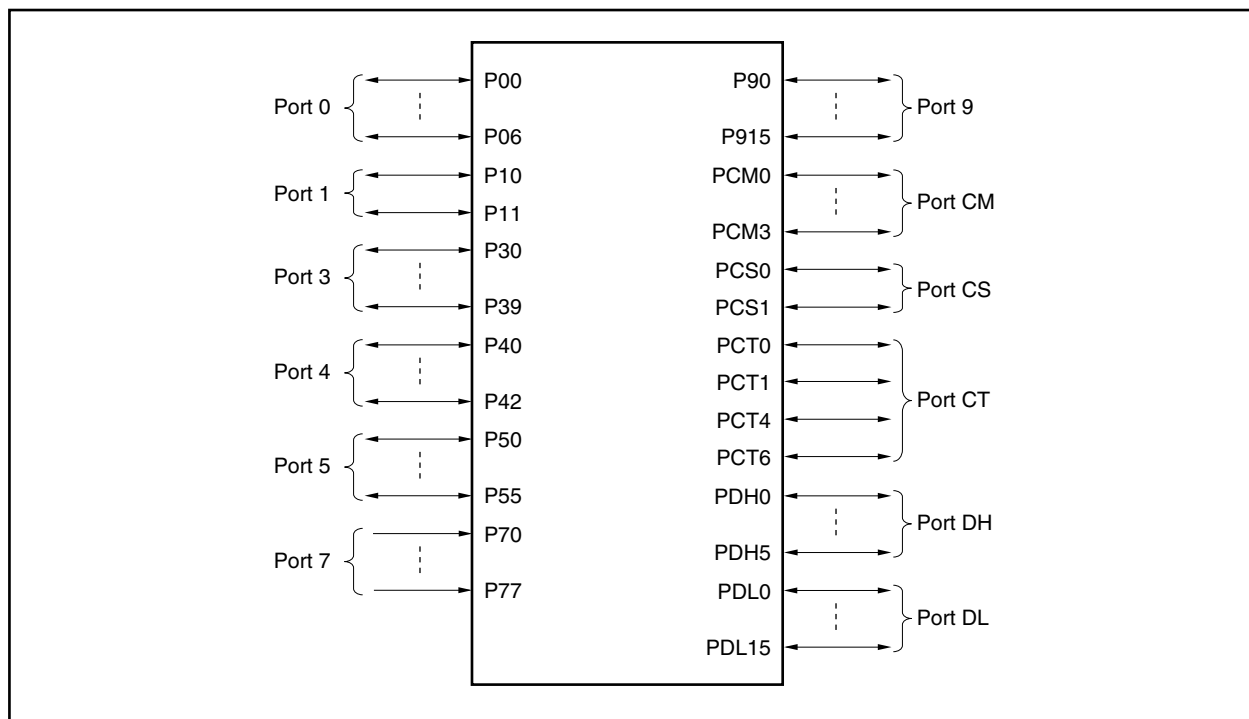 Port 0
P00
P06
Port 1
P10
P11
Port 3
P30
P39
Port 4
P40
P42
Port 5
P50
P55
Port 7
P70
P77
P90
P915
Port 9
PCM0
PCM3
Port CM
PCS0
PCS1
Port CS
PCT0
PCT1
PCT4
PCT6
Port CT
PDH0
PDH5
Port DH
PDL0
PDL15
Port DL